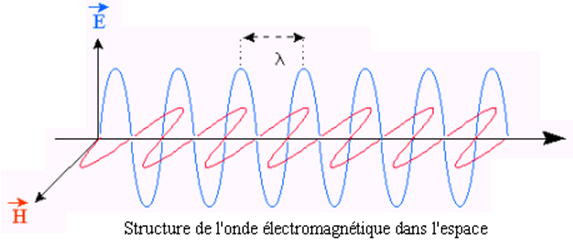 E
λ
H
Structure de l'onde électromagnétique dans l'espace